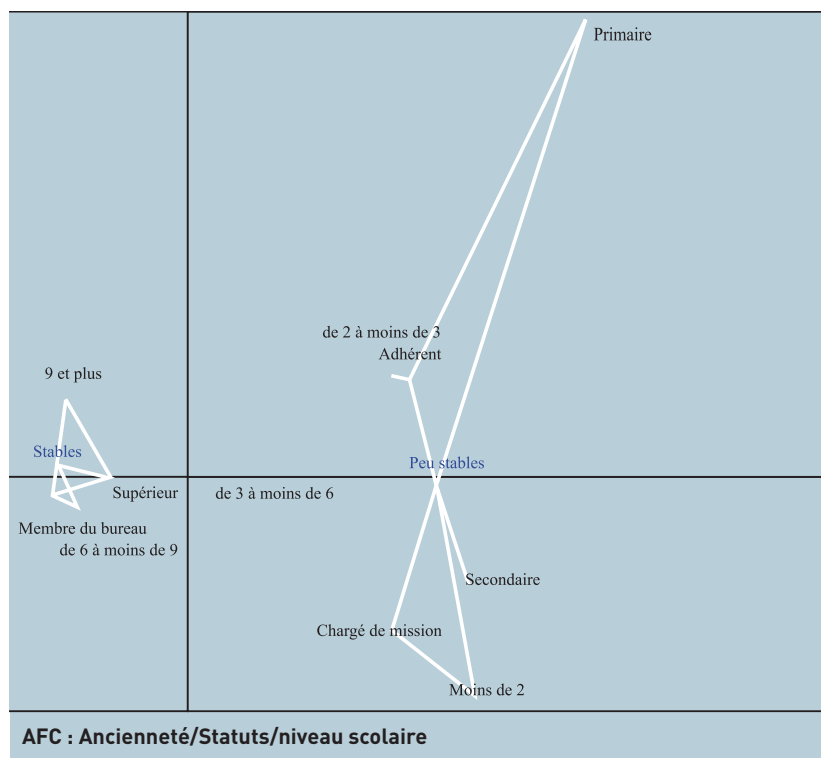 Primaire
de 2 à moins de 3
Adhérent
9 et plus
Stables
Peu stables
Supérieur
de 3 à moins de 6
Membre du bureau
de 6 à moins de 9
Secondaire
Chargé de mission
Moins de 2
AFC : Ancienneté/Statuts/niveau scolaire